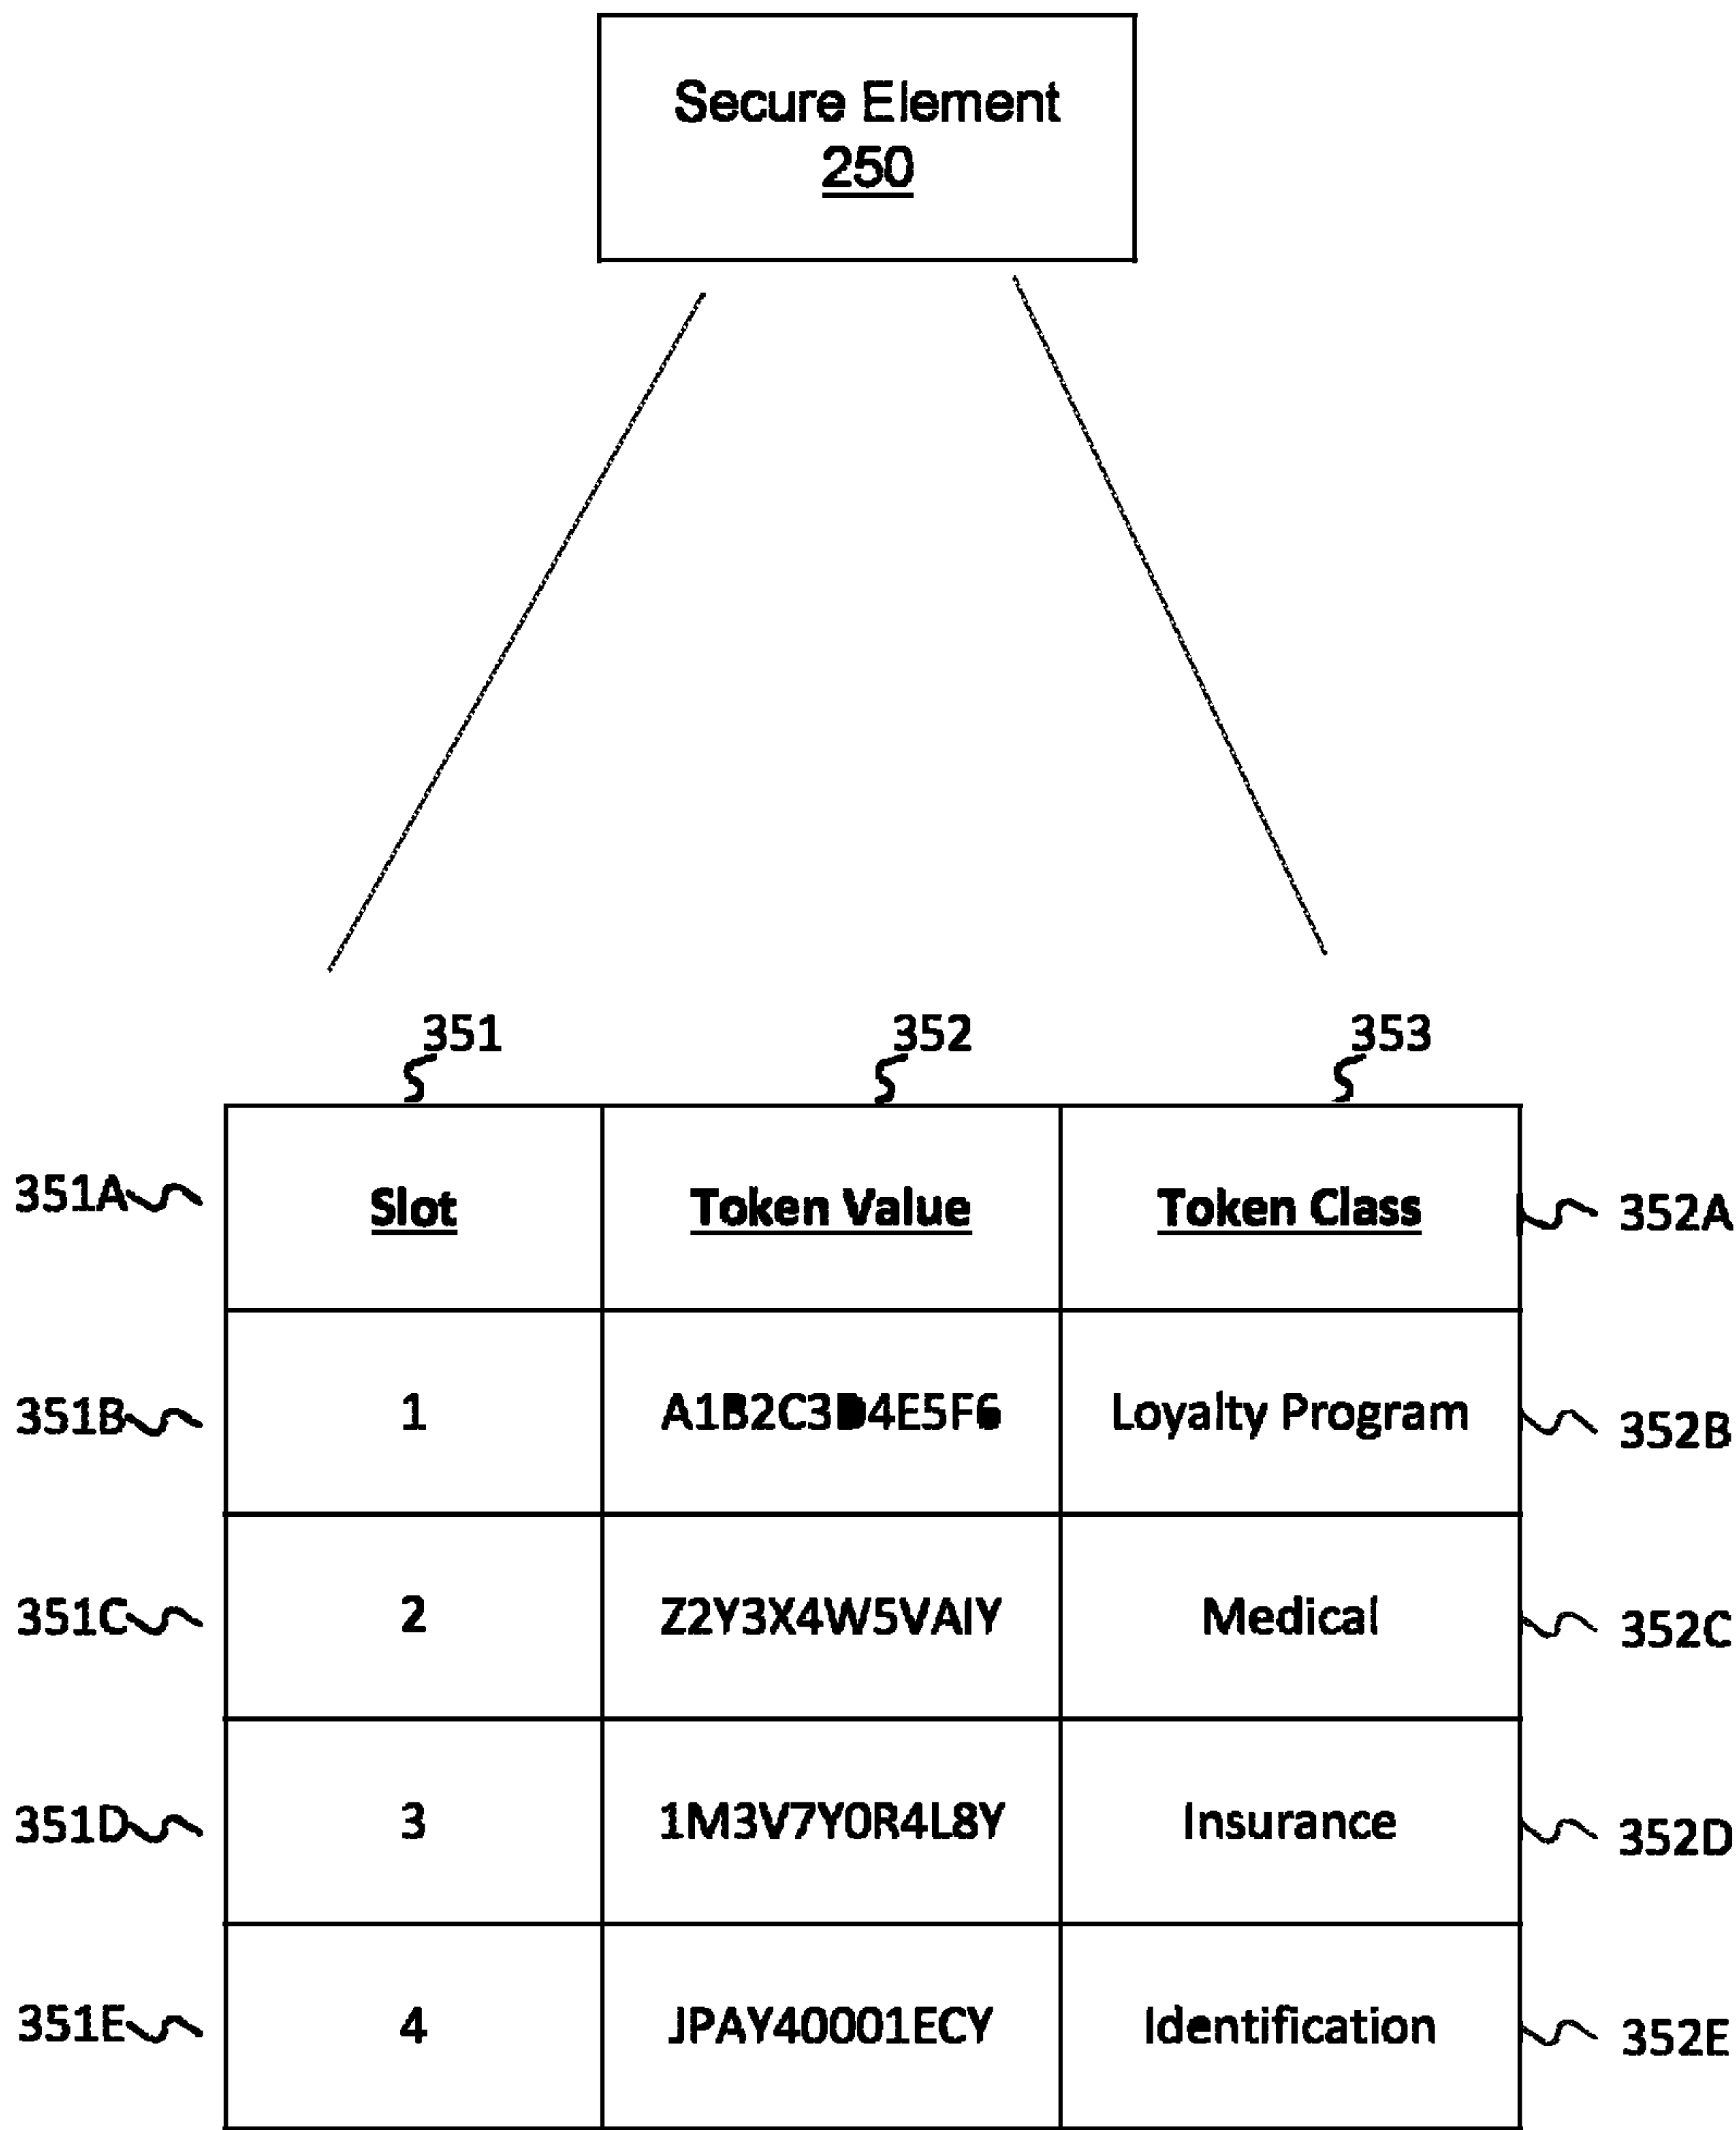 Secure Element
250
351 352 353
351A Slot Token Value Token Class 352A
351B 1 A1B2C3D4E5F6 Loyalty Program 352B
351C 2 Z2Y3X4W5VAIY Medical 352C
351D 3 1M3V7Y0R4L8Y Insurance 352D
351E 4 JPAY40001ECY Identification 352E